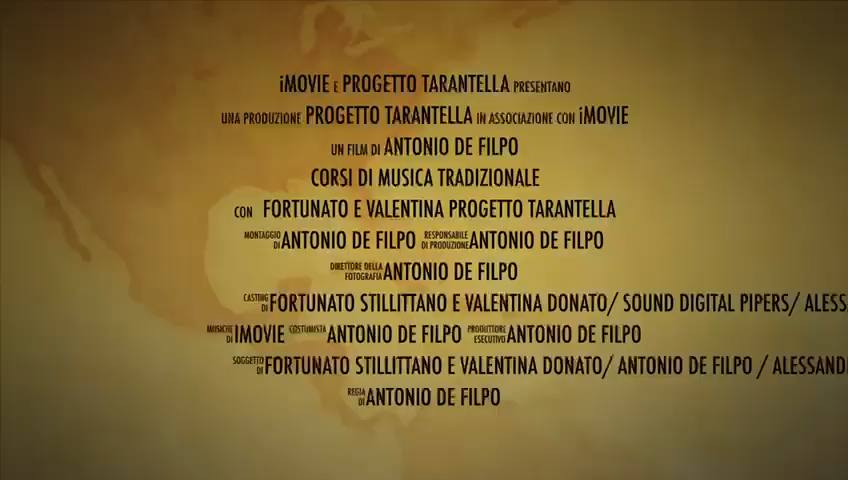 iMOVIE E PROGETTO TARANTELLA PRESENTANO
UNA PRODUZIONE PROGETTO TARANTELLA IN ASSOCIAZIONE CON iMOVIE
UN FILM DI ANTONIO DE FILPO
CORSI DI MUSICA TRADIZIONALE
CON FORTUNATO E VALENTINA PROGETTO TARANTELLA
MONTAGGIO DI ANTONIO DE FILPO RESPONSABILE DI PRODUZIONE ANTONIO DE FILPO
DIRETTORE DELLA FOTOGRAFIA ANTONIO DE FILPO
CASTING DI FORTUNATO STILLITTANO E VALENTINA DONATO/ SOUND DIGITAL PIPERS/ ALESS
MUSICHE DI IMOVIE COSTUMISTA ANTONIO DE FILPO PRODUTTORE ESECUTIVO ANTONIO DE FILPO
SOGGETTO DI FORTUNATO STILLITTANO E VALENTINA DONATO/ ANTONIO DE FILPO / ALESSAND
REGIA DI ANTONIO DE FILPO